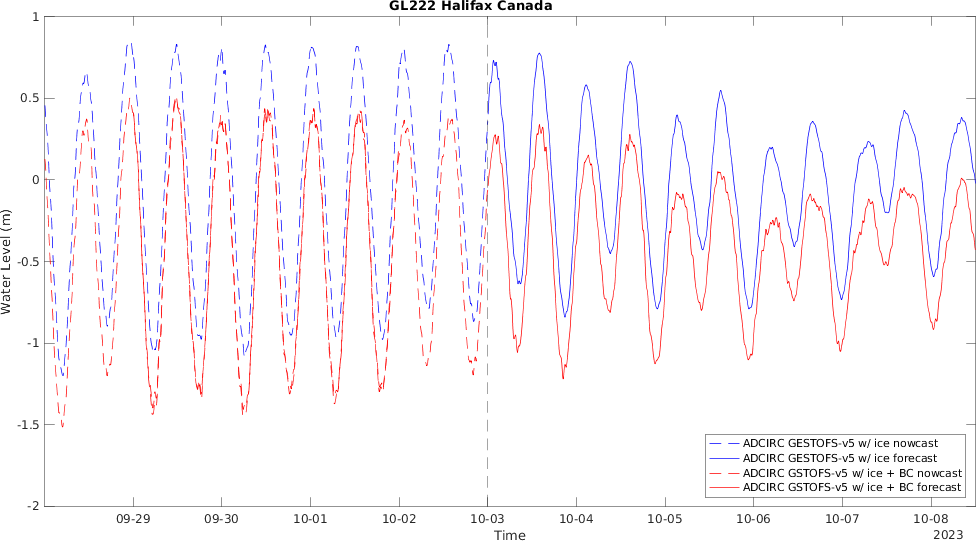 GL222 Halifax Canada
1
0.5
0
-0.5
-1
-1.5
-2
Water Level (m)
ADCIRC GESTOFS-v5 w/ ice nowcast
ADCIRC GESTOFS-v5 w/ ice forecast
ADCIRC GSTOFS-v5 w/ ice + BC nowcast
ADCIRC GSTOFS-v5 w/ ice + BC forecast
09-29 09-30 10-01 10-02 10-03 10-04 10-05 10-06 10-07 10-08
Time
2023